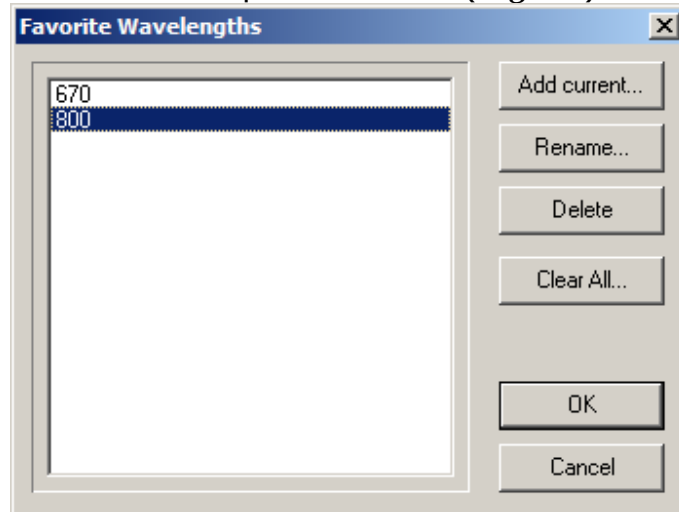 Favorite Wavelengths
670
800
Add current...
Rename...
Delete
Clear All...
OK
Cancel